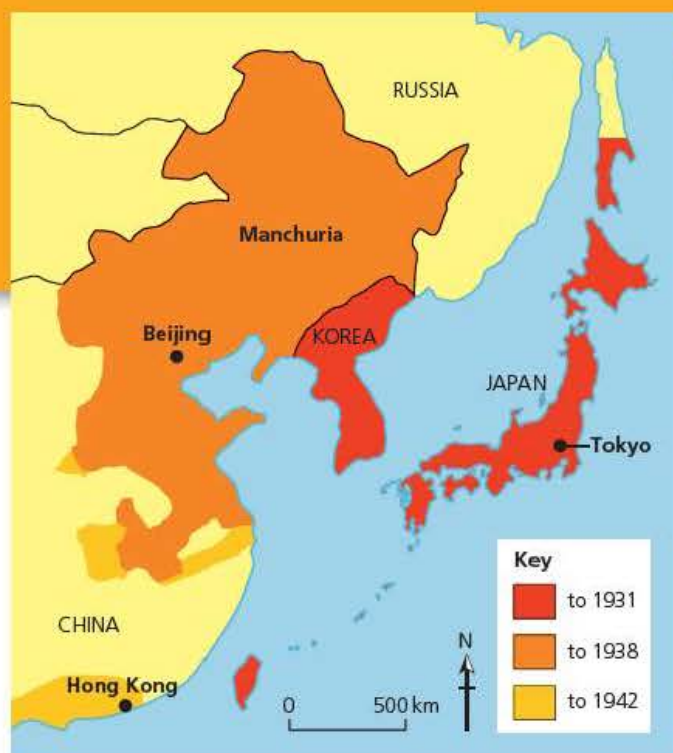 RUSSIA
Manchuria
Beijing
KOREA
JAPAN
Tokyo
CHINA
Hong Kong
Key
to 1931
to 1938
to 1942
N
0 500 km